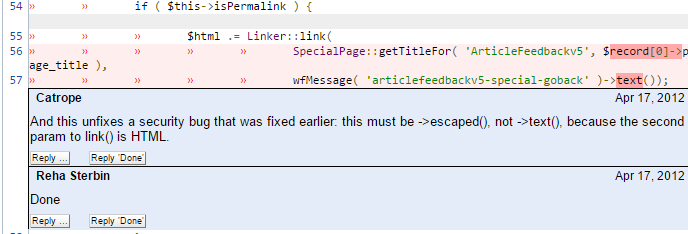 54 » » if ( $this->isPermalink ) {
55 » » » $html .= Linker::link(
56 » » » » » SpecialPage::getTitleFor( 'ArticleFeedbackv5', $record[0]->p
age_title ),
57 » » » » » wfMessage( 'articlefeedbackv5-special-goback' )->text());
Catrope Apr 17, 2012
And this unfixes a security bug that was fixed earlier: this must be ->escaped(), not ->text(), because the second
param to link() is HTML.
Reply ... Reply 'Done'
Reha Sterbin Apr 17, 2012
Done
Reply ... Reply 'Done'